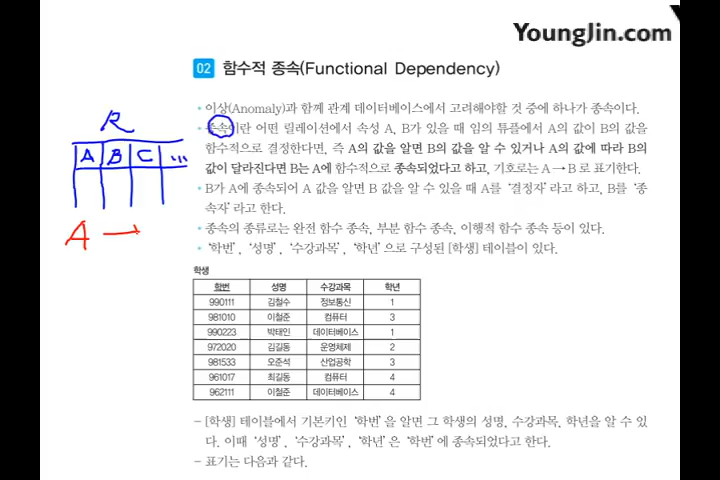 YoungJin.com
02 함수적 종속(Functional Dependency)
• 이상(Anomaly)과 함께 관계 데이터베이스에서 고려해야할 것 중에 하나가 종속이다.
• 종속이란 어떤 릴레이션에서 속성 A, B가 있을 때 임의 튜플에서 A의 값이 B의 값을
함수적으로 결정한다면, 즉 A의 값을 알면 B의 값을 알 수 있거나 A의 값에 따라 B의
값이 달라진다면 B는 A에 함수적으로 종속되었다고 하고, 기호로는 A → B 로 표기한다.
• B가 A에 종속되어 A 값을 알면 B 값을 알 수 있을 때 A를 '결정자' 라고 하고, B를 '종
속자' 라고 한다.
• 종속의 종류로는 완전 함수 종속, 부분 함수 종속, 이행적 함수 종속 등이 있다.
• '학번', '성명', '수강과목', '학년' 으로 구성된 [학생] 테이블이 있다.
R
A B C ...
A →
학생
학번 성명 수강과목 학년
990111 김철수 정보통신 1
981010 이철준 컴퓨터 3
990223 박태인 데이터베이스 1
972020 김길동 운영체제 2
981533 오준석 산업공학 3
961017 최길동 컴퓨터 4
962111 이철준 데이터베이스 4
– [학생] 테이블에서 기본키인 '학번' 을 알면 그 학생의 성명, 수강과목, 학년을 알 수 있
다. 이때 '성명', '수강과목', '학년' 은 '학번' 에 종속되었다고 한다.
– 표기는 다음과 같다.